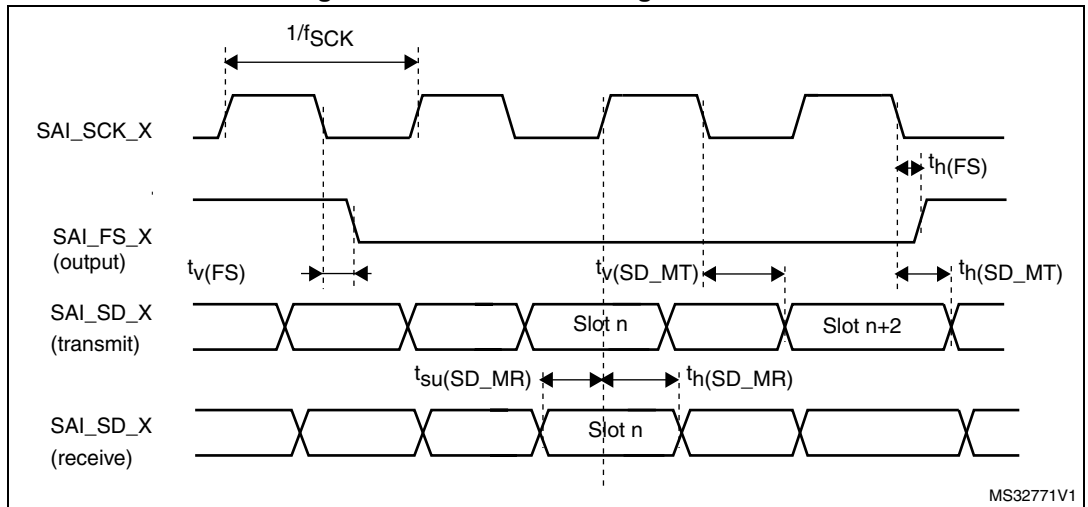 1/fSCK
SAI_SCK_X
th(FS)
SAI_FS_X
(output)
tv(FS)
tv(SD_MT)
th(SD_MT)
SAI_SD_X
(transmit)
Slot n
Slot n+2
tsu(SD_MR)
th(SD_MR)
SAI_SD_X
(receive)
Slot n
MS32771V1